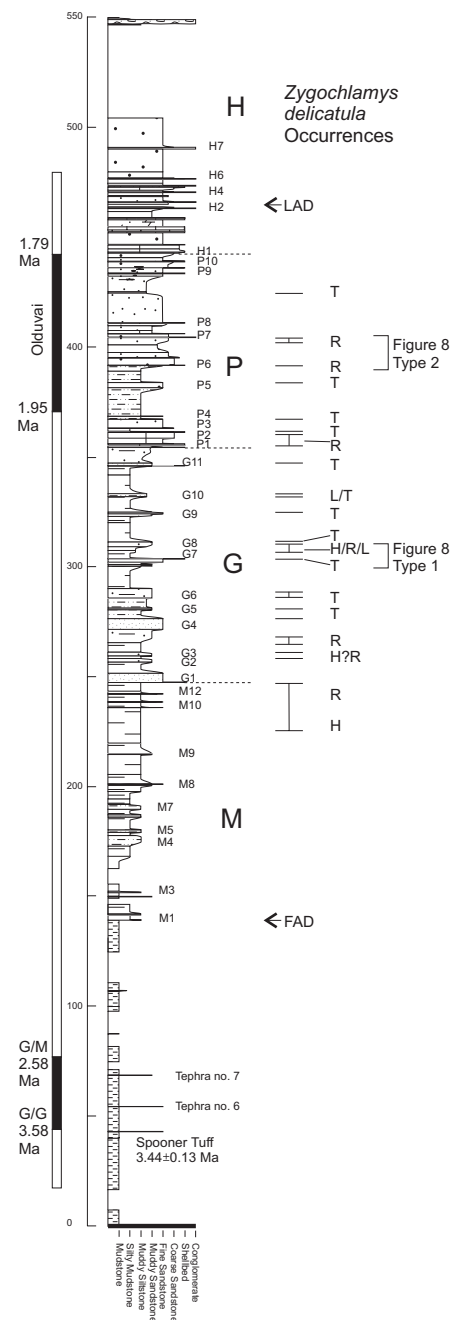 550
H
Zygochlamys
delicatula
Occurrences
500
H7
H6
H4
H2
LAD
1.79
Ma
H1
P10
P9
T
Olduvai
400
P8
P7
R
Figure 8
Type 2
P
P6
R
P5
T
1.95
Ma
P4
T
P3
T
P2
P1
R
G11
T
G10
L/T
G9
T
G8
T
G7
H/R/L
Figure 8
Type 1
300
G
T
G6
T
G5
T
G4
R
G3
G2
H?R
G1
M12
R
M10
H
M9
200
M8
M7
M
M5
M4
M3
M1
FAD
100
G/M
2.58
Ma
Tephra no. 7
G/G
3.58
Ma
Tephra no. 6
Spooner Tuff
3.44±0.13 Ma
0
Mudstone
Silty Mudstone
Muddy Siltstone
Muddy Sandstone
Fine Sandstone
Coarse Sandstone
Shellbed
Conglomerate